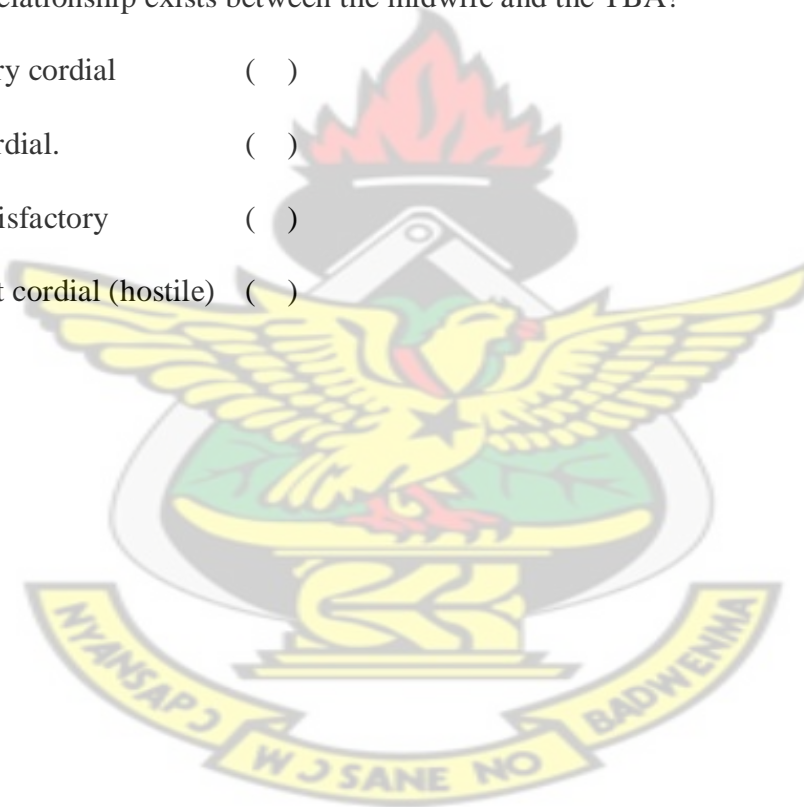 relationship exists between the midwife and the TBA?
ry cordial ( )
rdial. ( )
isfactory ( )
t cordial (hostile) ( )
NYANSAPƆ WƆSANE NO BADWENMA